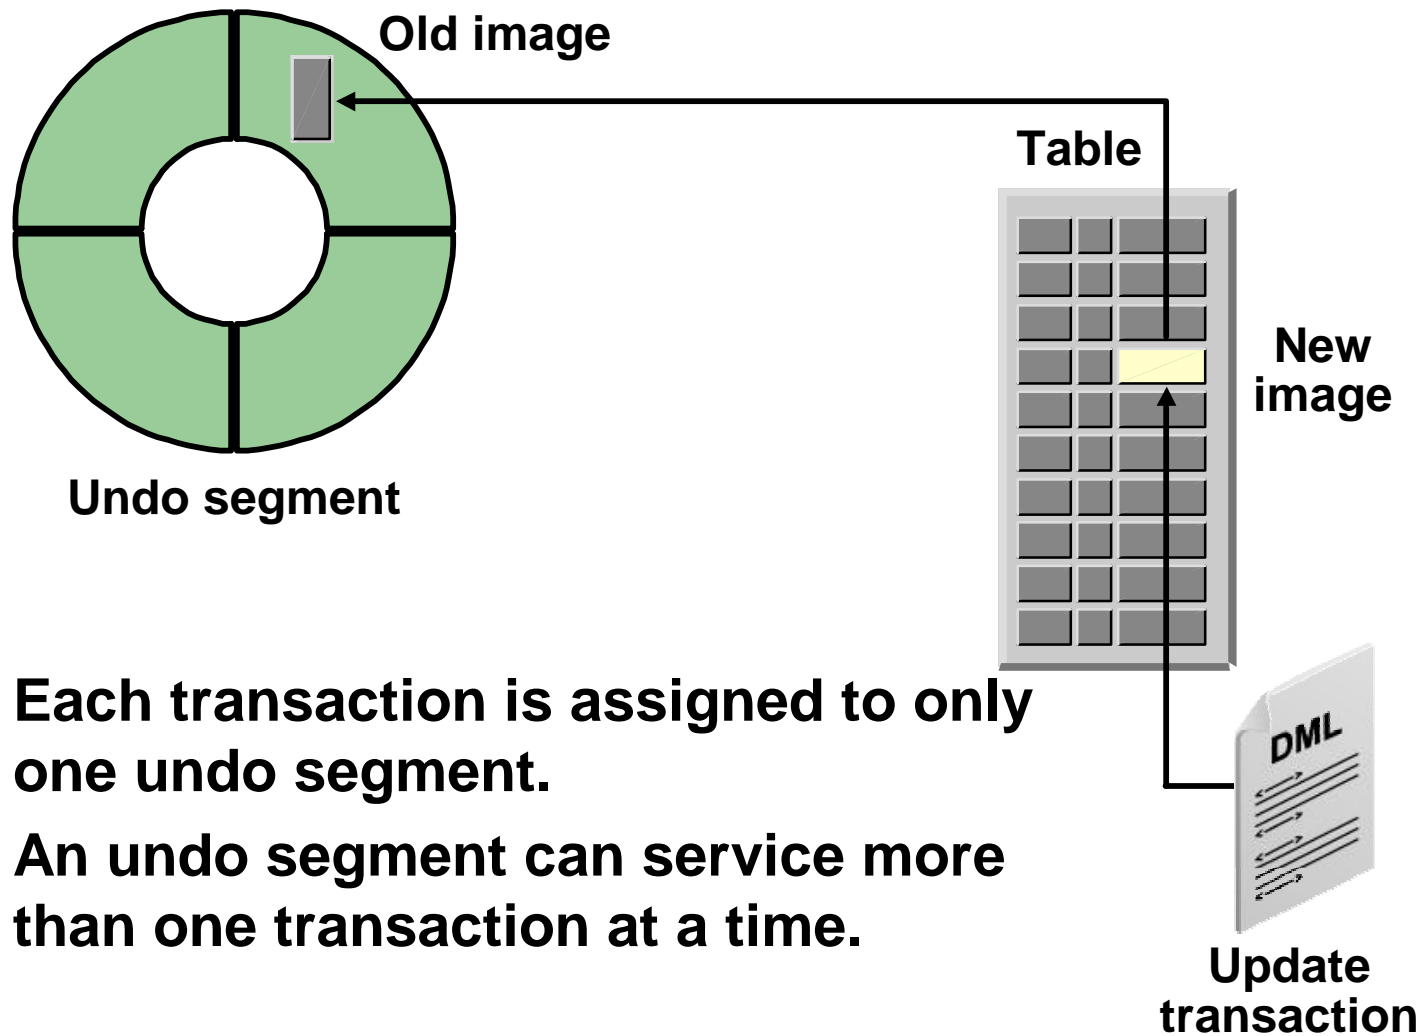 Old image
Table
New
image
Undo segment
Each transaction is assigned to only
one undo segment.
DML
An undo segment can service more
than one transaction at a time.
Update
transaction